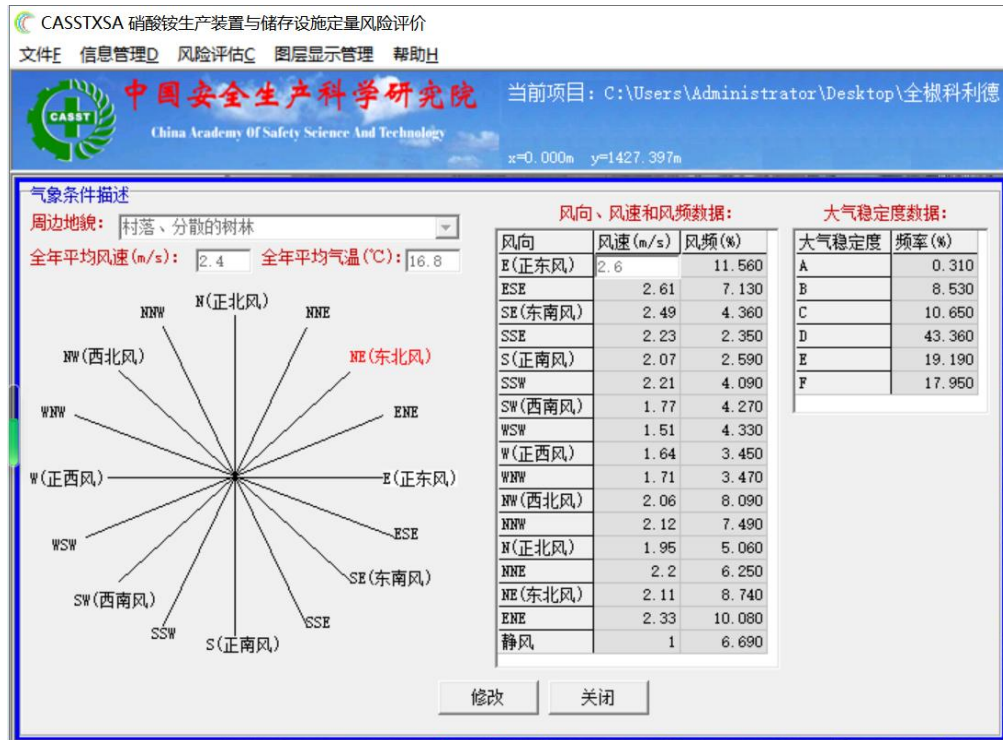 CASSTXSA 硝酸铵生产装置与储存设施定量风险评价
文件F 信息管理D 风险评估C 图层显示管理 帮助H
CASST
中国安全生产科学研究院
China Academy Of Safety Science And Technology
当前项目：C:\Users\Administrator\Desktop\全椒科利德
x=0.000m y=1427.397m
气象条件描述
周边地貌： 村落、分散的树林
全年平均风速(m/s)： 2.4 全年平均气温(℃)： 16.8
N(正北风)
NNW NNE
NW(西北风) NE(东北风)
WNW ENE
W(正西风) E(正东风)
WSW ESE
SW(西南风) SE(东南风)
SSW SSE
S(正南风)
风向、风速和风频数据：
风向 风速(m/s) 风频(%)
E(正东风) 2.6 11.560
ESE 2.61 7.130
SE(东南风) 2.49 4.360
SSE 2.23 2.350
S(正南风) 2.07 2.590
SSW 2.21 4.090
SW(西南风) 1.77 4.270
WSW 1.51 4.330
W(正西风) 1.64 3.450
WNW 1.71 3.470
NW(西北风) 2.06 8.090
NNW 2.12 7.490
N(正北风) 1.95 5.060
NNE 2.2 6.250
NE(东北风) 2.11 8.740
ENE 2.33 10.080
静风 1 6.690
大气稳定度数据：
大气稳定度 频率(%)
A 0.310
B 8.530
C 10.650
D 43.360
E 19.190
F 17.950
修改 关闭